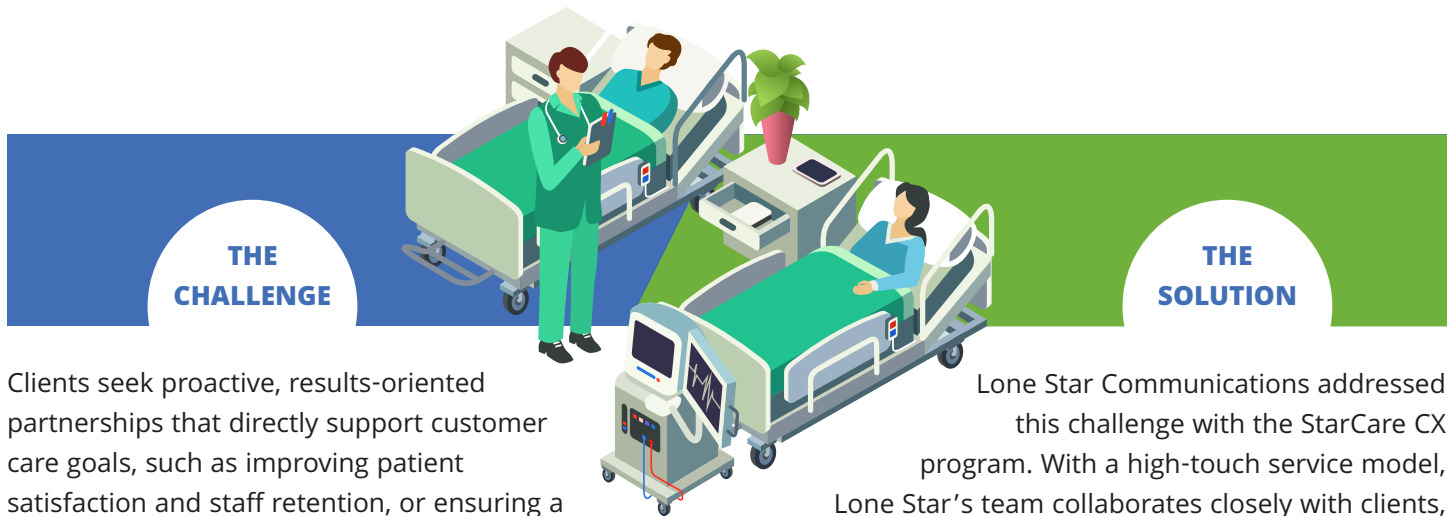 THE
CHALLENGE
Clients seek proactive, results-oriented
partnerships that directly support customer
care goals, such as improving patient
satisfaction and staff retention, or ensuring a
THE
SOLUTION
Lone Star Communications addressed
this challenge with the StarCare CX
program. With a high-touch service model,
Lone Star’s team collaborates closely with clients,